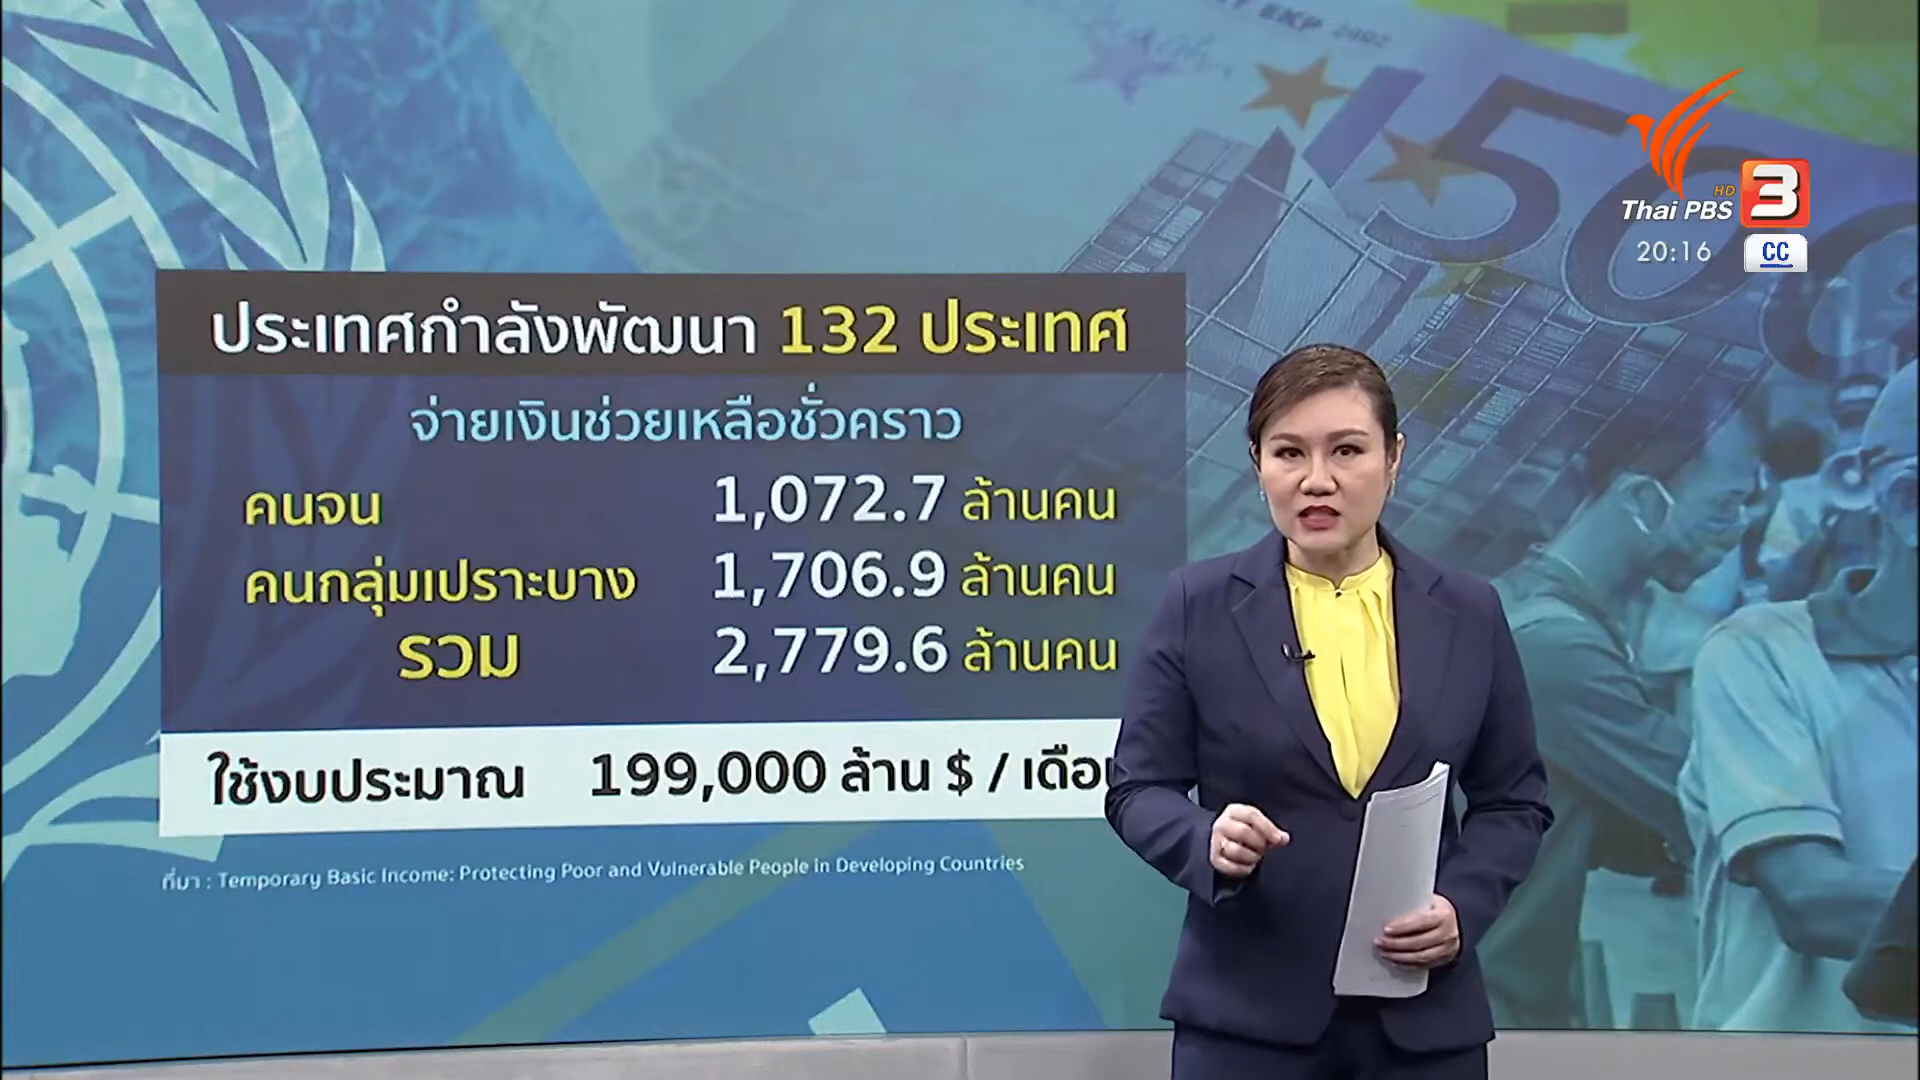 KP 2002
500
Thai PBS HD 3
20:16 CC
ประเทศกำลังพัฒนา 132 ประเทศ
จ่ายเงินช่วยเหลือชั่วคราว
คนจน 1,072.7 ล้านคน
คนกลุ่มเปราะบาง 1,706.9 ล้านคน
รวม 2,779.6 ล้านคน
ใช้งบประมาณ 199,000 ล้าน $ /
ที่มา : Temporary Basic Income: Protecting Poor and Vulnerable People in Developing Countries